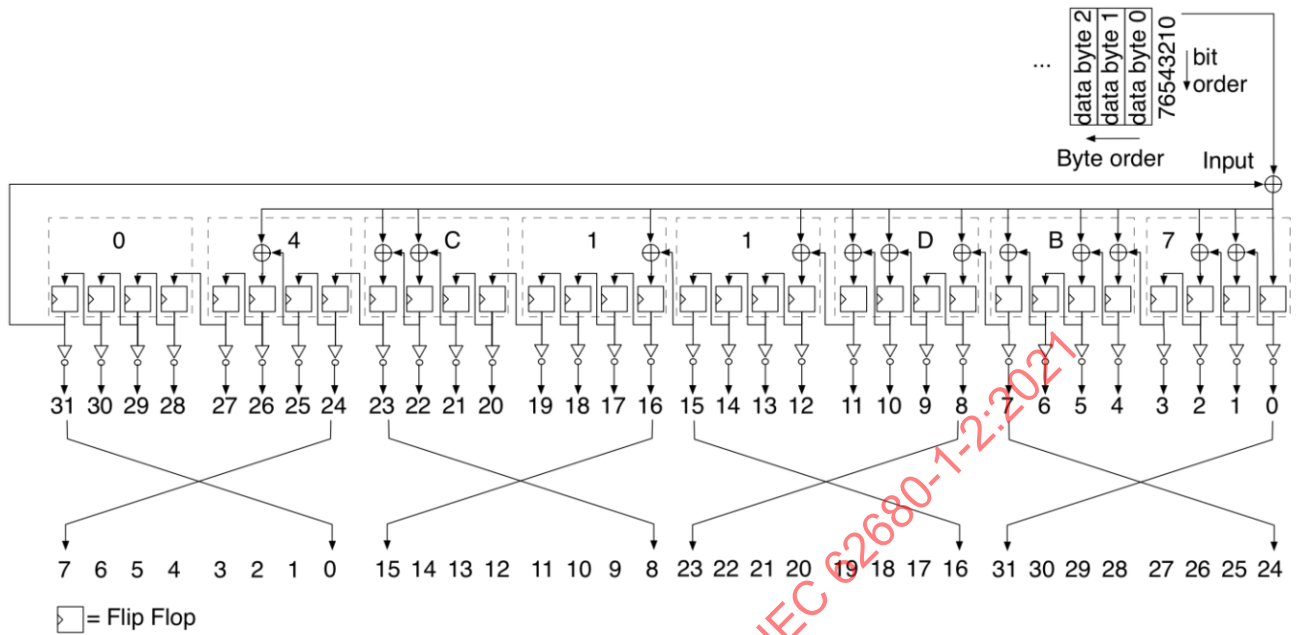 data byte 2
data byte 1
data byte 0
76543210
...
bit
order
Byte order
Input
0 4 C 1 1 D B 7
31 30 29 28 27 26 25 24 23 22 21 20 19 18 17 16 15 14 13 12 11 10 9 8 7 6 5 4 3 2 1 0
7 6 5 4 3 2 1 0 15 14 13 12 11 10 9 8 23 22 21 20 19 18 17 16 31 30 29 28 27 26 25 24
= Flip Flop
IEC 62680-1-2:2021